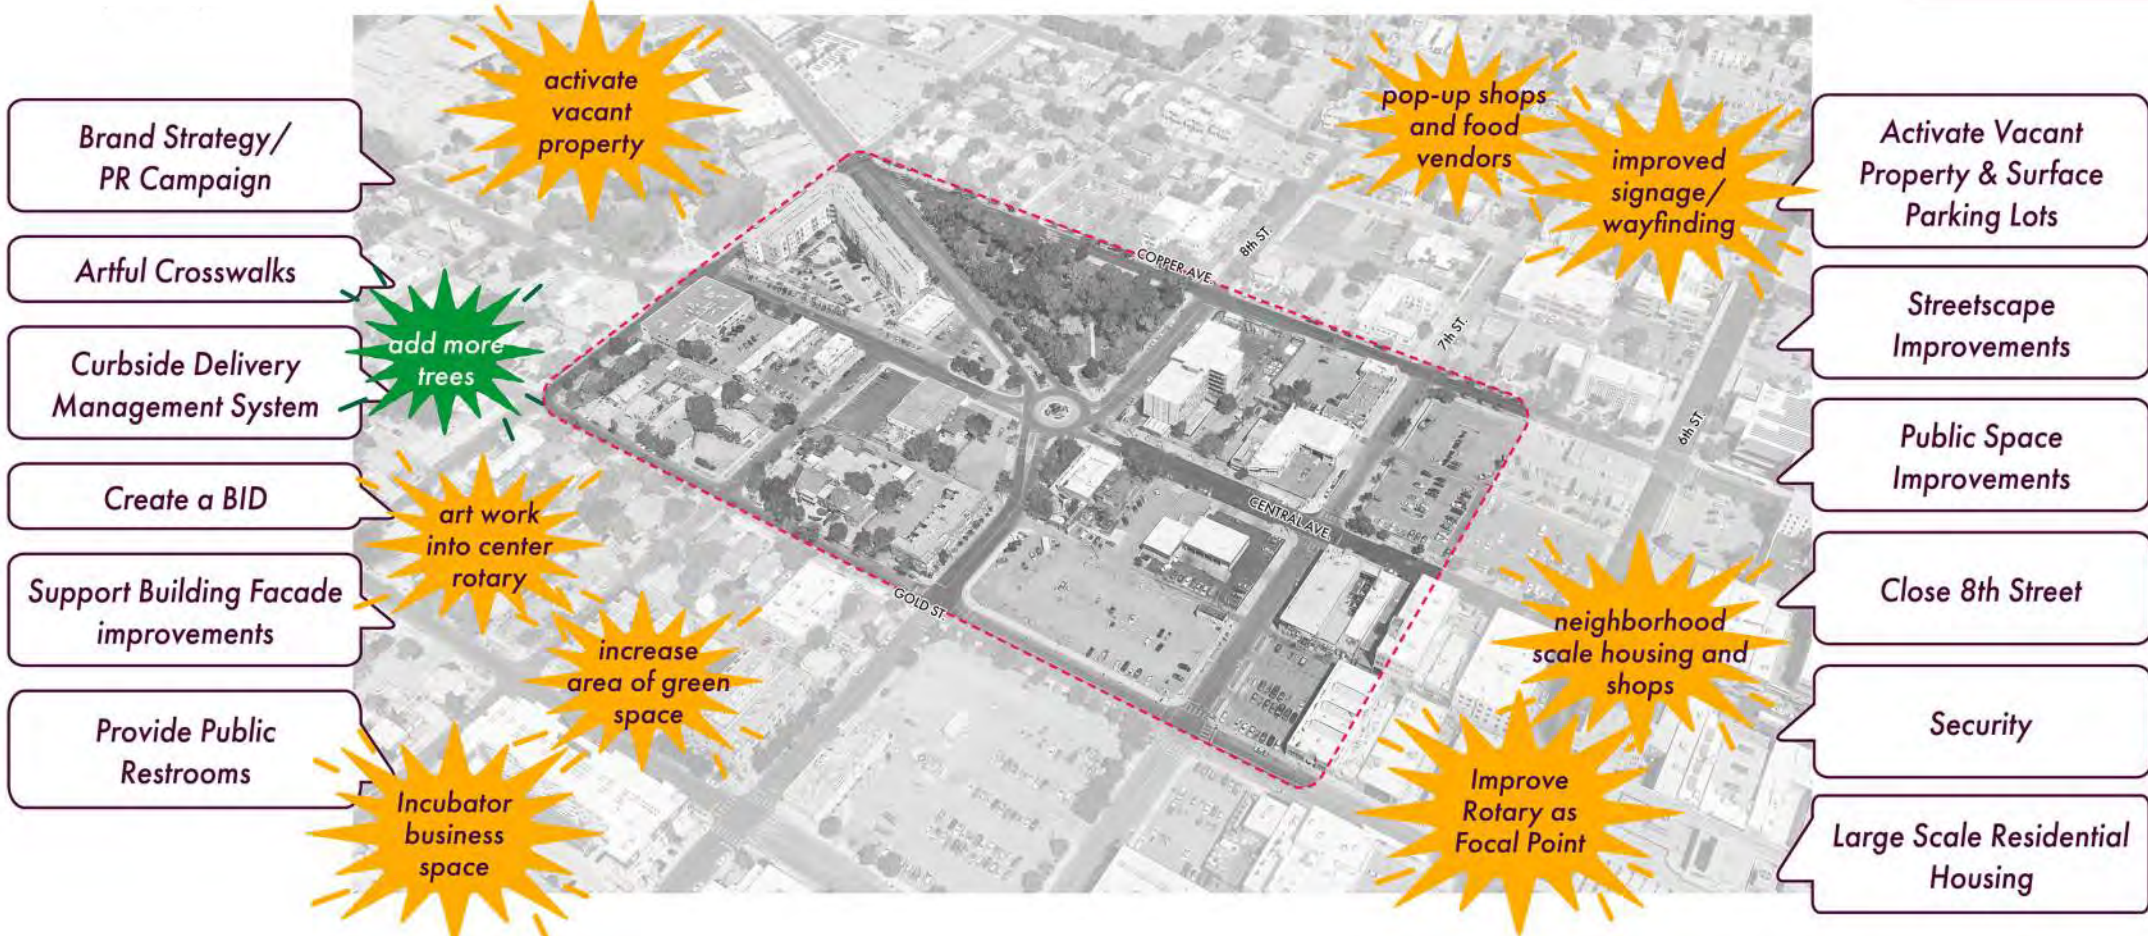 Brand Strategy/
PR Campaign
Artful Crosswalks
Curbside Delivery
Management System
Create a BID
Support Building Facade
improvements
Provide Public
Restrooms
activate
vacant
property
add more
trees
art work
into center
rotary
increase
area of green
space
Incubator
business
space
COPPER AVE.
8th ST.
7th ST.
6th ST.
CENTRAL AVE.
GOLD ST.
pop-up shops
and food
vendors
improved
signage/
wayfinding
neighborhood
scale housing and
shops
Improve
Rotary as
Focal Point
Activate Vacant
Property & Surface
Parking Lots
Streetscape
Improvements
Public Space
Improvements
Close 8th Street
Security
Large Scale Residential
Housing